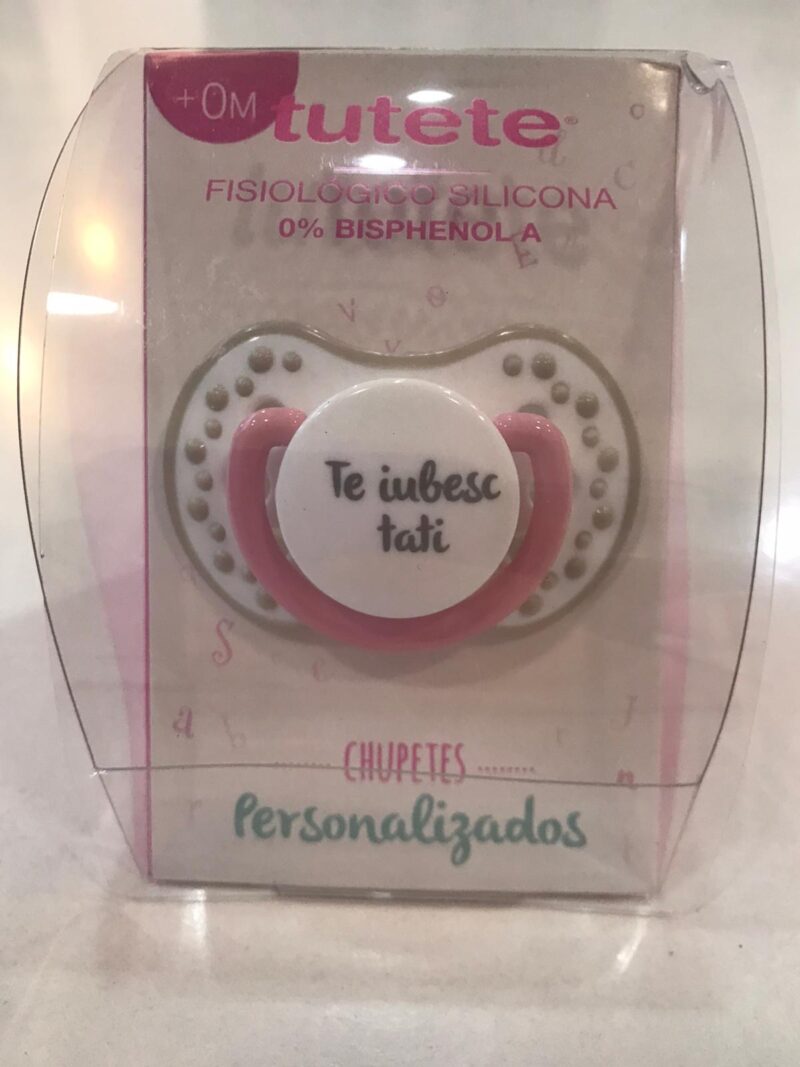 +0M
tutete®
FISIOLÓGICO SILICONA
0% BISPHENOL A
Te iubesc
tati
CHUPETES
Personalizados